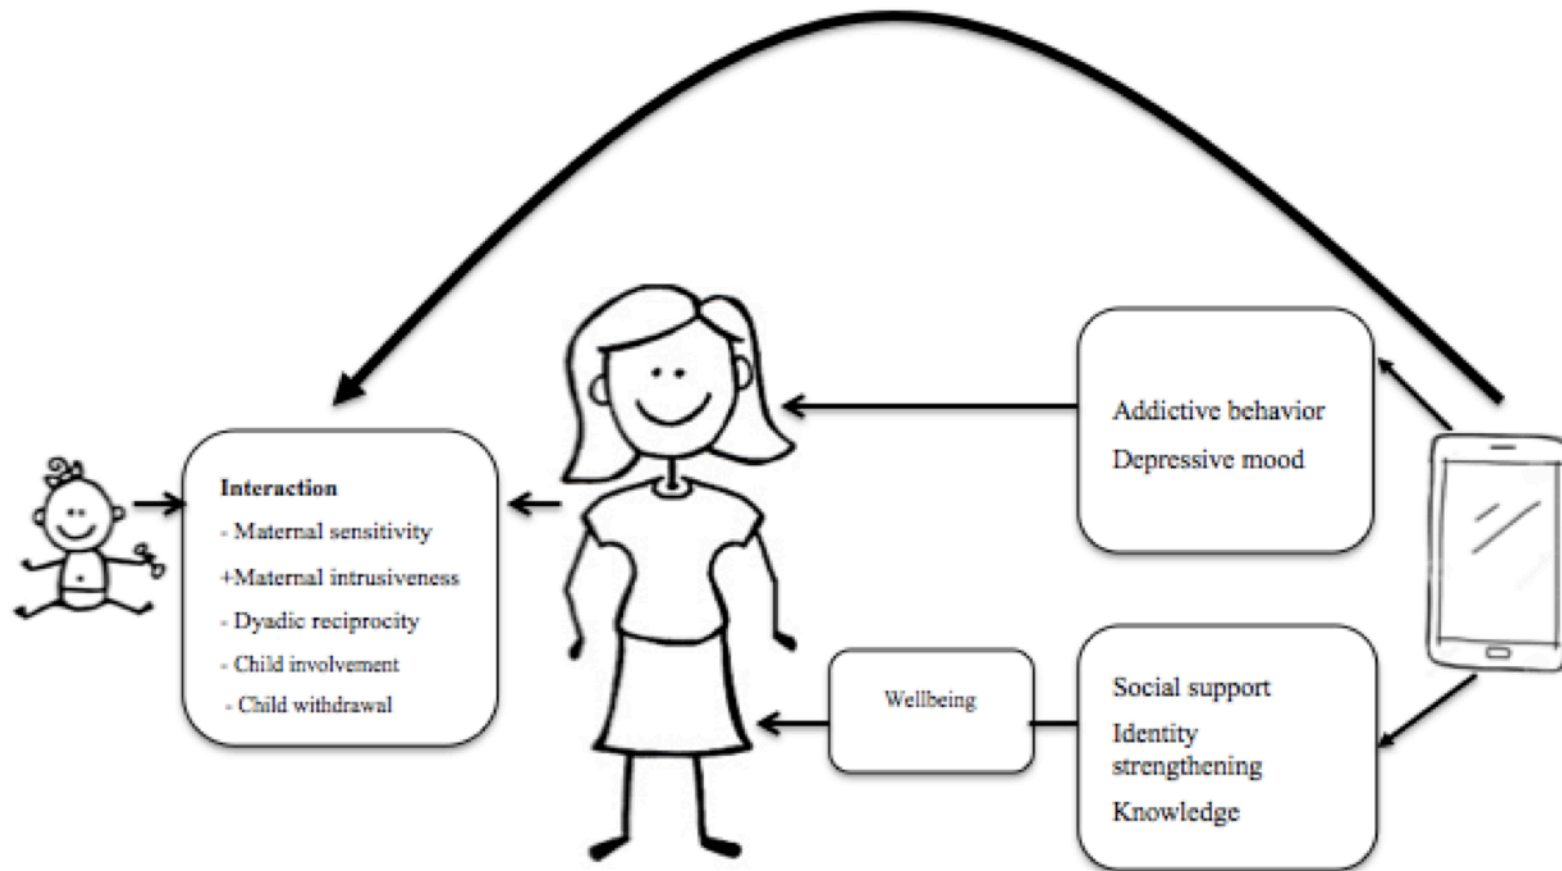 Interaction
- Maternal sensitivity
+Maternal intrusiveness
- Dyadic reciprocity
- Child involvement
- Child withdrawal
Addictive behavior
Depressive mood
Wellbeing
Social support
Identity
strengthening
Knowledge